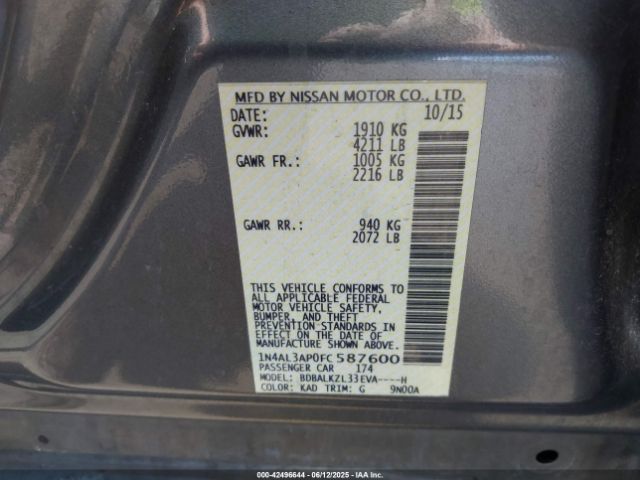 MFD BY NISSAN MOTOR CO., LTD.
DATE: 10/15
GVWR: 1910 KG
4211 LB
GAWR FR.: 1005 KG
2216 LB
GAWR RR.: 940 KG
2072 LB
THIS VEHICLE CONFORMS TO
ALL APPLICABLE FEDERAL
MOTOR VEHICLE SAFETY,
BUMPER, AND THEFT
PREVENTION STANDARDS IN
EFFECT ON THE DATE OF
MANUFACTURE SHOWN ABOVE.
1N4AL3AP0FC587600
PASSENGER CAR 174
MODEL: BDBALKZL33EVA----H
COLOR: KAD TRIM: G 9N00A
000-42496644 - 06/12/2025 - IAAI.COM